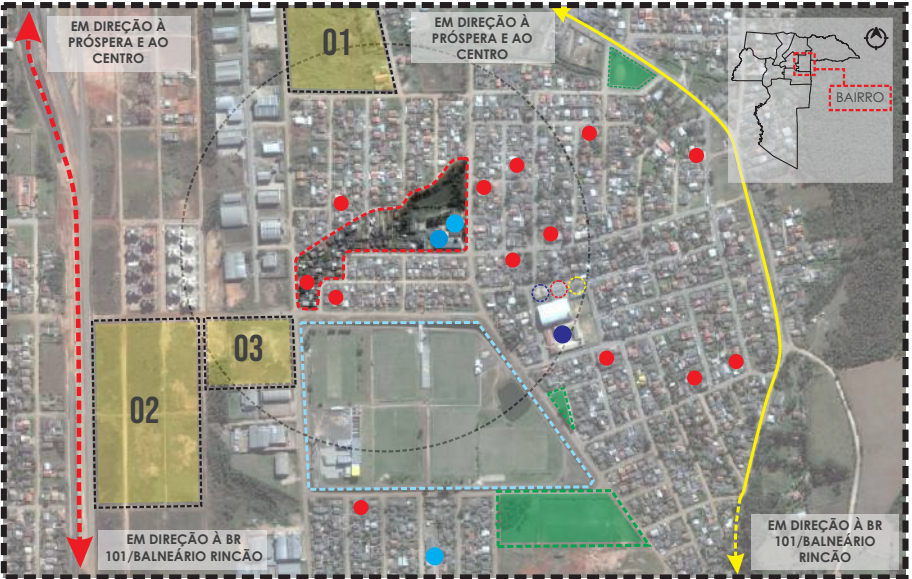 EM DIREÇÃO À
PRÓSPERA E AO
CENTRO
01
EM DIREÇÃO À
PRÓSPERA E AO
CENTRO
BAIRRO
02
03
EM DIREÇÃO À BR
101/BALNEÁRIO RINCÃO
EM DIREÇÃO À BR
101/BALNEÁRIO
RINCÃO